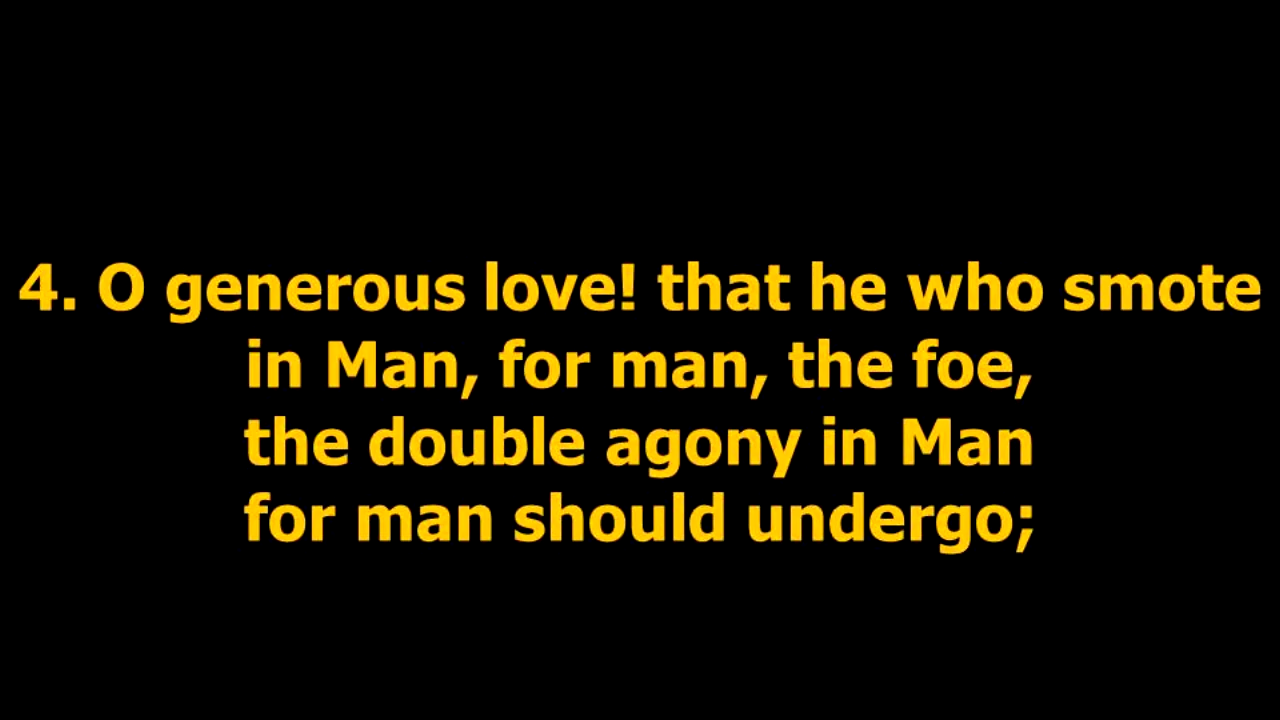 4. O generous love! that he who smote
in Man, for man, the foe,
the double agony in Man
for man should undergo;